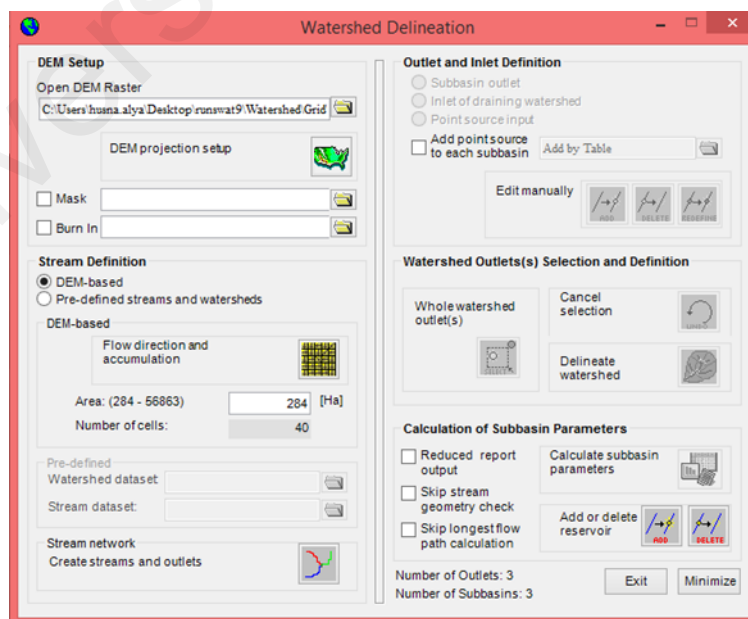 Watershed Delineation
DEM Setup
Open DEM Raster
C:\Users\husna.alya\Desktop\runswat9\Watershed\Grid
DEM projection setup
Mask
Burn In
Stream Definition
DEM-based
Pre-defined streams and watersheds
DEM-based
Flow direction and
accumulation
Area: (284 - 56863) 284 [Ha]
Number of cells: 40
Pre-defined
Watershed dataset
Stream dataset:
Stream network
Create streams and outlets
Outlet and Inlet Definition
Subbasin outlet
Inlet of draining watershed
Point source input
Add point source
to each subbasin Add by Table
Edit manually
ADD DELETE REDEFINE
Watershed Outlets(s) Selection and Definition
Whole watershed
outlet(s)
Cancel
selection
UNDO
Delineate
watershed
Calculation of Subbasin Parameters
Reduced report
output
Skip stream
geometry check
Skip longest flow
path calculation
Calculate subbasin
parameters
Add or delete
reservoir
ADD DELETE
Number of Outlets: 3
Number of Subbasins: 3
Exit Minimize